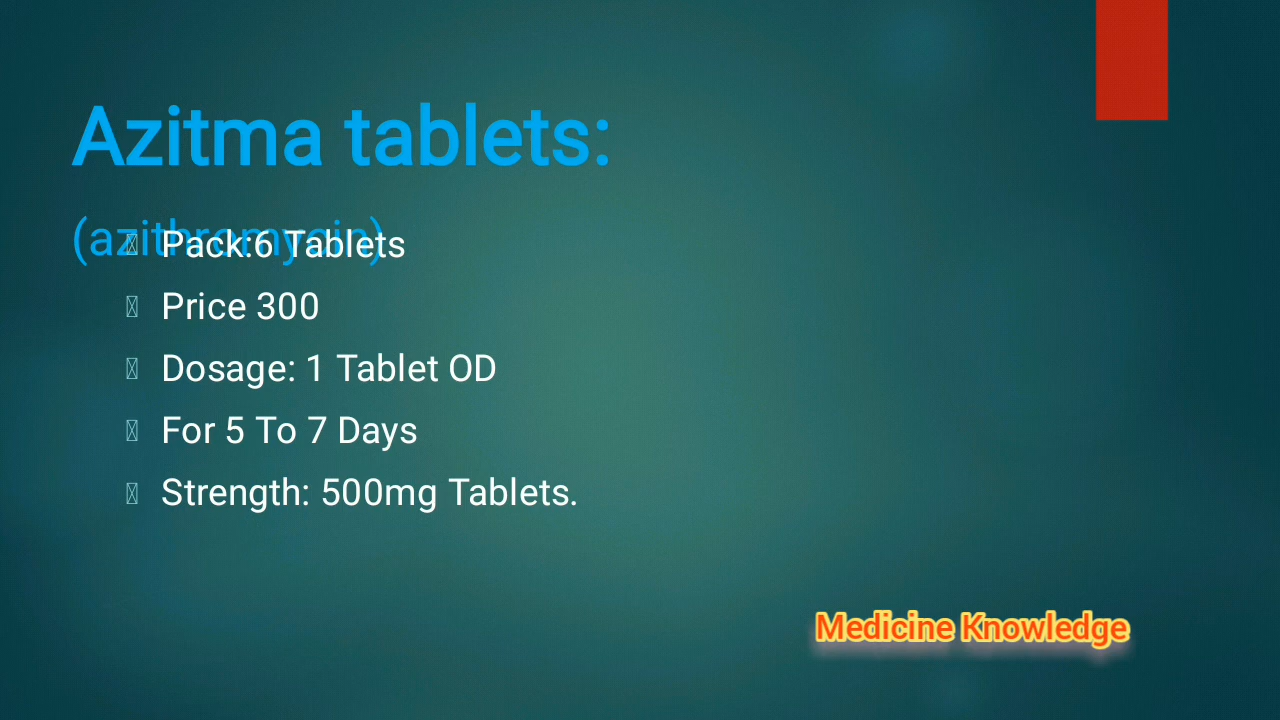 Azitma tablets:
(azithromycin)
Pack:6 Tablets
Price 300
Dosage: 1 Tablet OD
For 5 To 7 Days
Strength: 500mg Tablets.
Medicine Knowledge